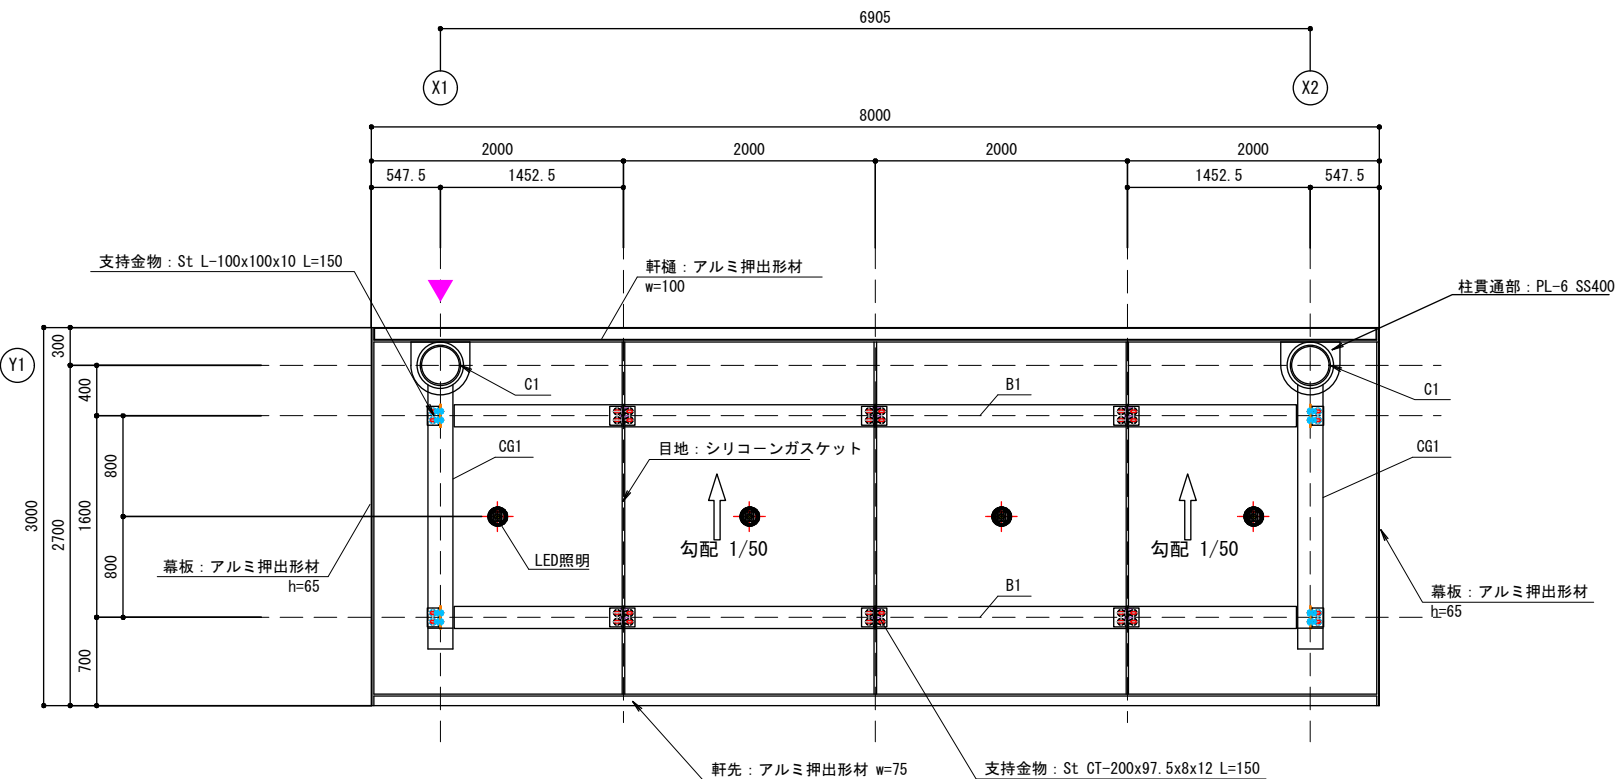 6905
X1
X2
8000
2000
2000
2000
2000
547.5
1452.5
1452.5
547.5
支持金物：St L-100x100x10 L=150
軒樋：アルミ押出形材
w=100
柱貫通部：PL-6 SS400
Y1
300
400
C1
B1
C1
CG1
目地：シリコーンガスケット
CG1
800
3000
2700
1600
勾配 1/50
勾配 1/50
LED照明
800
幕板：アルミ押出形材
h=65
B1
幕板：アルミ押出形材
h=65
700
軒先：アルミ押出形材 w=75
支持金物：St CT-200x97.5x8x12 L=150